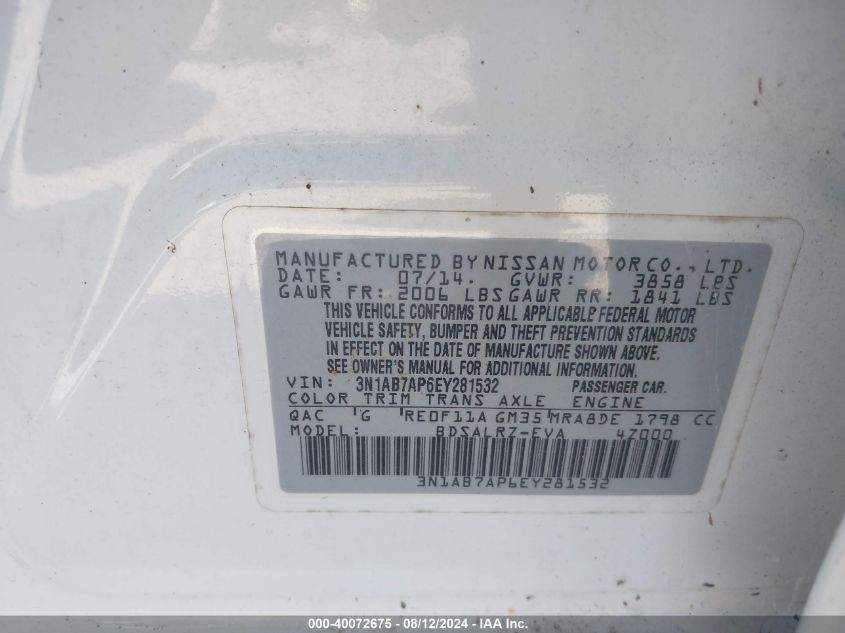 MANUFACTURED BY NISSAN MOTOR CO., LTD.
DATE: 07/14. GVWR: 3858 LBS
GAWR FR: 2006 LBS GAWR RR: 1841 LBS
THIS VEHICLE CONFORMS TO ALL APPLICABLE FEDERAL MOTOR
VEHICLE SAFETY, BUMPER AND THEFT PREVENTION STANDARDS
IN EFFECT ON THE DATE OF MANUFACTURE SHOWN ABOVE.
SEE OWNER'S MANUAL FOR ADDITIONAL INFORMATION.
VIN: 3N1AB7AP6EY281532 PASSENGER CAR.
COLOR TRIM TRANS AXLE ENGINE
QAC G RE0F11A GM35 MRA8DE 1798 CC
MODEL: BDSALRZ-EVA 4Z000
3N1AB7AP6EY281532
000-40072675 - 08/12/2024 - IAA Inc.